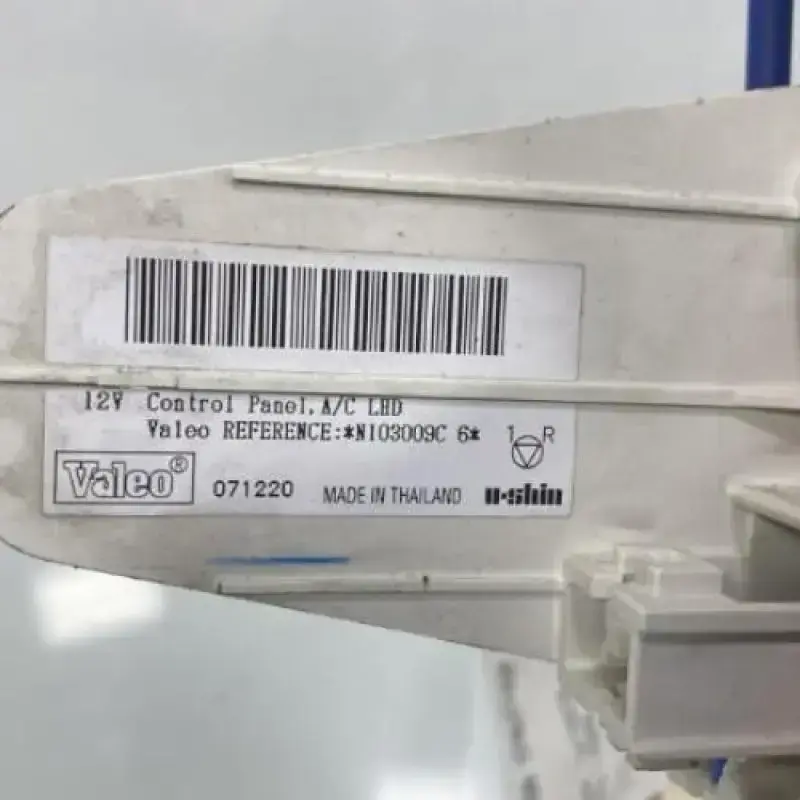 12V Control Panel, A/C LHD
Valeo REFERENCE:*N103009C 6* 1 R
Valeo® 071220 MADE IN THAILAND u-shin